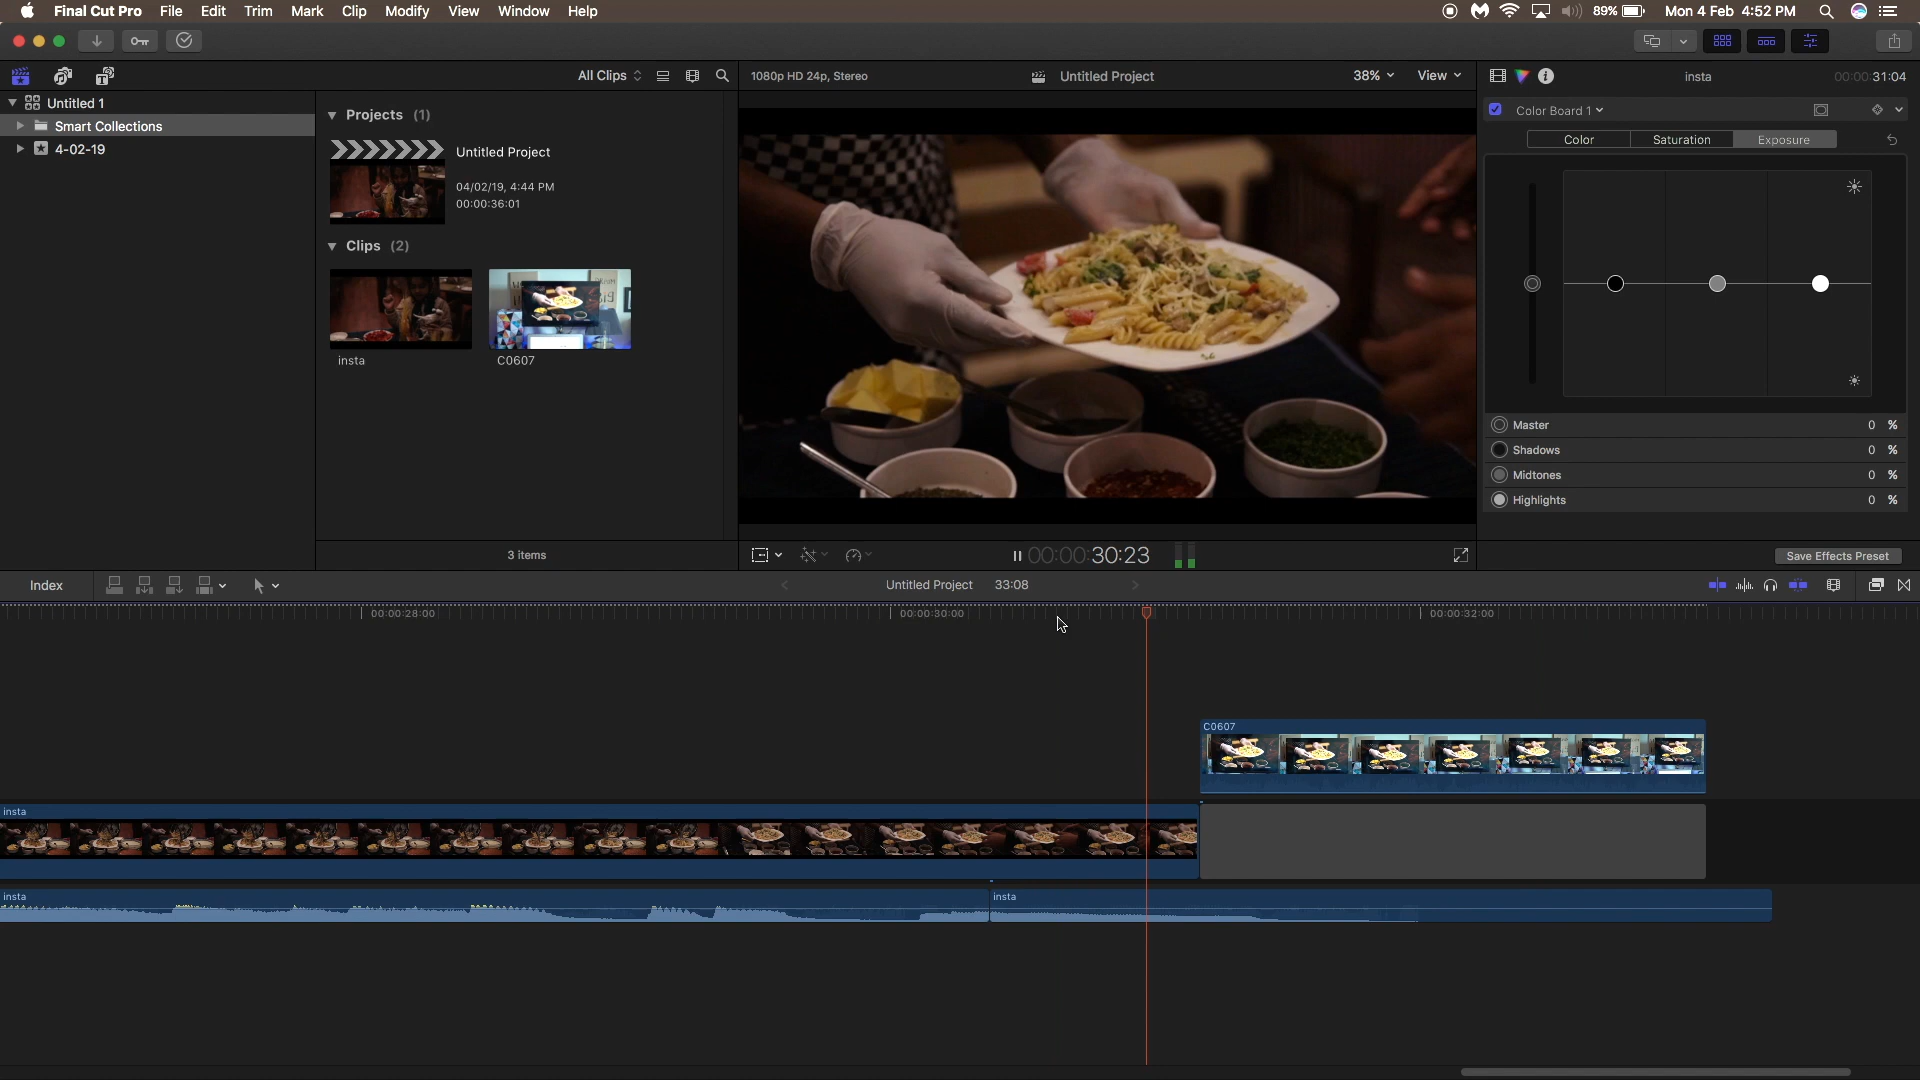 Final Cut Pro File Edit Trim Mark Clip Modify View Window Help 89% Mon 4 Feb 4:52 PM
All Clips 1080p HD 24p, Stereo Untitled Project 38% View insta 00:00:31:04
Untitled 1
Smart Collections
4-02-19
Projects (1)
Untitled Project
04/02/19, 4:44 PM
00:00:36:01
Clips (2)
insta C0607
3 items
00:00:30:23
Color Board 1
Color Saturation Exposure
Master 0 %
Shadows 0 %
Midtones 0 %
Highlights 0 %
Save Effects Preset
Index Untitled Project 33:08
00:00:28:00 00:00:30:00 00:00:32:00
C0607
insta
insta insta